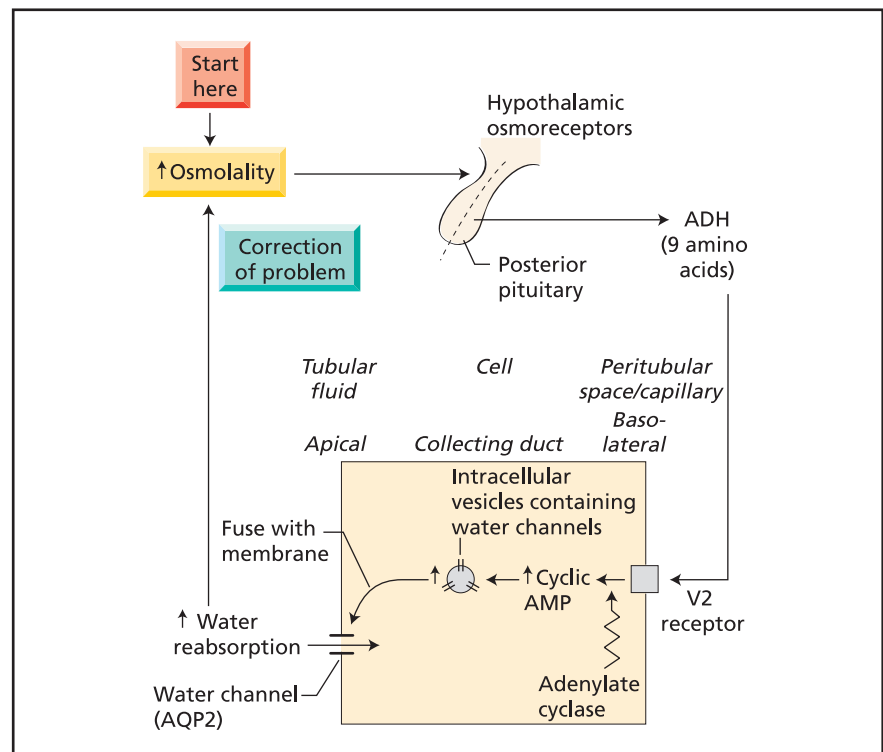 Start
here
↑ Osmolality
Correction
of problem
Hypothalamic
osmoreceptors
Posterior
pituitary
ADH
(9 amino
acids)
Tubular
fluid
Cell
Peritubular
space/capillary
Apical
Collecting duct
Baso-
lateral
Intracellular
vesicles containing
water channels
Fuse with
membrane
↑
↑ Cyclic
AMP
V2
receptor
↑ Water
reabsorption
Water channel
(AQP2)
Adenylate
cyclase